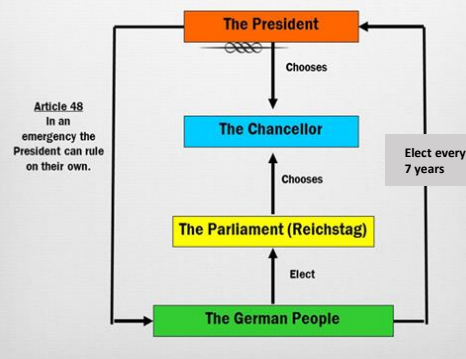 The President
Chooses
Article 48
In an
emergency the
President can rule
on their own.
The Chancellor
Elect every
7 years
Chooses
The Parliament (Reichstag)
Elect
The German People